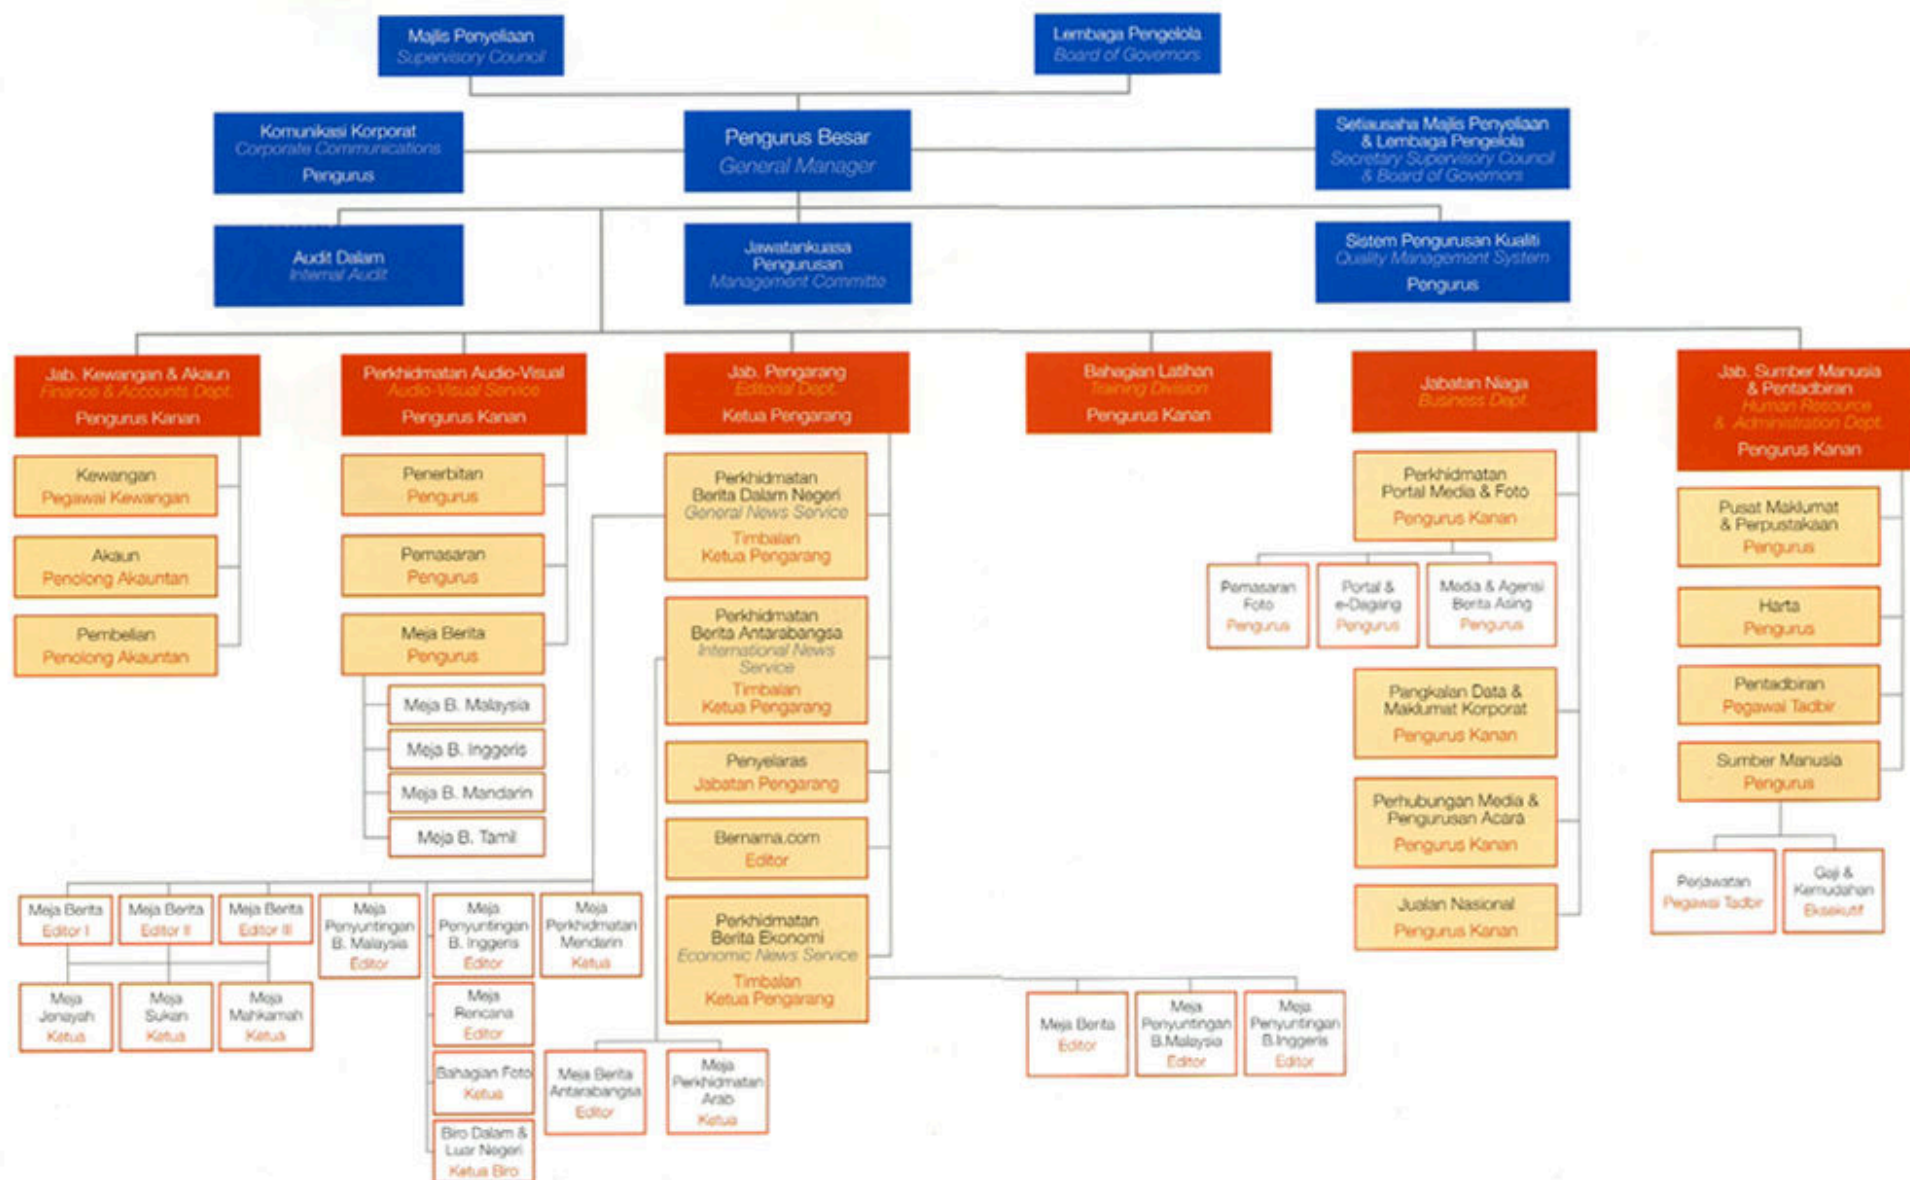 Majlis Penyeliaan
Supervisory Council
Lembaga Pengelola
Board of Governors
Komunikasi Korporat
Corporate Communications
Pengurus
Pengurus Besar
General Manager
Setiausaha Majlis Penyeliaan
& Lembaga Pengelola
Secretary Supervisory Council
& Board of Governors
Audit Dalam
Internal Audit
Jawatankuasa
Pengurusan
Management Committe
Sistem Pengurusan Kualiti
Quality Management System
Pengurus
Jab. Kewangan & Akaun
Finance & Accounts Dept.
Pengurus Kanan
Perkhidmatan Audio-Visual
Audio-Visual Service
Pengurus Kanan
Jab. Pengarang
Editorial Dept.
Ketua Pengarang
Bahagian Latihan
Training Division
Pengurus Kanan
Jabatan Niaga
Business Dept.
Jab. Sumber Manusia
& Pentadbiran
Human Resource
& Administration Dept.
Pengurus Kanan
Kewangan
Pegawai Kewangan
Akaun
Penolong Akauntan
Pembelian
Penolong Akauntan
Penerbitan
Pengurus
Pemasaran
Pengurus
Meja Berita
Pengurus
Meja B. Malaysia
Meja B. Inggeris
Meja B. Mandarin
Meja B. Tamil
Perkhidmatan
Berita Dalam Negeri
General News Service
Timbalan
Ketua Pengarang
Perkhidmatan
Berita Antarabangsa
International News
Service
Timbalan
Ketua Pengarang
Penyelaras
Jabatan Pengarang
Bernama.com
Editor
Perkhidmatan
Berita Ekonomi
Economic News Service
Timbalan
Ketua Pengarang
Perkhidmatan
Portal Media & Foto
Pengurus Kanan
Pemasaran
Foto
Pengurus
Portal &
e-Dagang
Pengurus
Media & Agensi
Berita Asing
Pengurus
Pangkalan Data &
Maklumat Korporat
Pengurus Kanan
Perhubungan Media &
Pengurusan Acara
Pengurus Kanan
Jualan Nasional
Pengurus Kanan
Pusat Maklumat
& Perpustakaan
Pengurus
Harta
Pengurus
Pentadbiran
Pegawai Tadbir
Sumber Manusia
Pengurus
Perjawatan
Pegawai Tadbir
Gaji &
Kemudahan
Eksekutif
Meja Berita
Editor I
Meja Berita
Editor II
Meja Berita
Editor III
Meja
Penyuntingan
B. Malaysia
Editor
Meja
Penyuntingan
B. Inggeris
Editor
Meja
Perkhidmatan
Mendarin
Ketua
Meja
Jenayah
Ketua
Meja
Sukan
Ketua
Meja
Mahkamah
Ketua
Meja
Rencana
Editor
Bahagian Foto
Ketua
Biro Dalam &
Luar Negeri
Ketua Biro
Meja Berita
Antarabangsa
Editor
Meja
Perkhidmatan
Arab
Ketua
Meja Berita
Editor
Meja
Penyuntingan
B.Malaysia
Editor
Meja
Penyuntingan
B.Inggeris
Editor